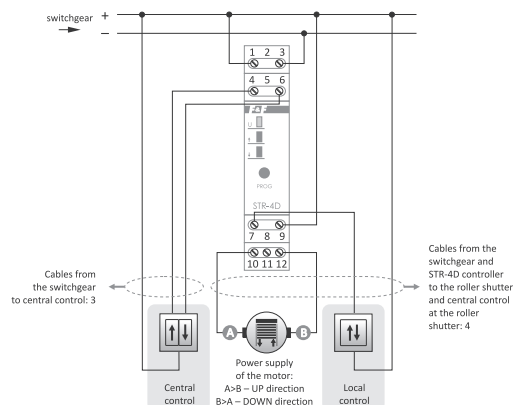 switchgear
+
−
1 2 3
4 5 6
F&F
U
PROG
STR-4D
7 8 9
10 11 12
Cables from
the switchgear
to central control: 3
Cables from the
switchgear and
STR-4D controller
to the roller shutter
and central control
at the roller
shutter: 4
A
B
Power supply
of the motor:
A>B – UP direction
B>A – DOWN direction
Central
control
Local
control